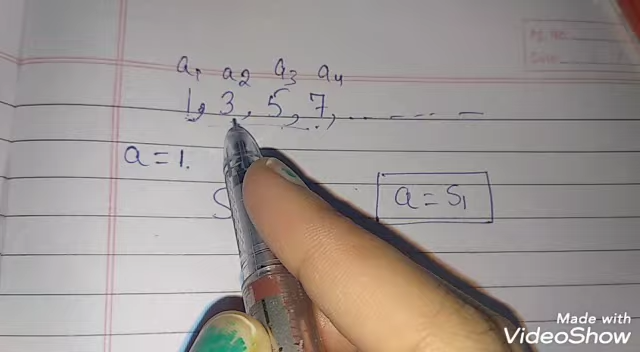 a₁ a₂ a₃ a₄
1, 3, 5, 7, ... - - - -
a = 1.
S
a = S₁
Made with
VideoShow